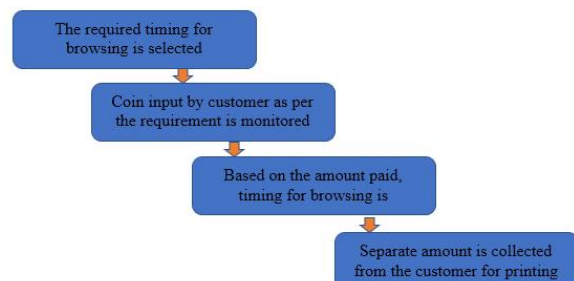 The required timing for
browsing is selected
Coin input by customer as per
the requirement is monitored
Based on the amount paid,
timing for browsing is
Separate amount is collected
from the customer for printing